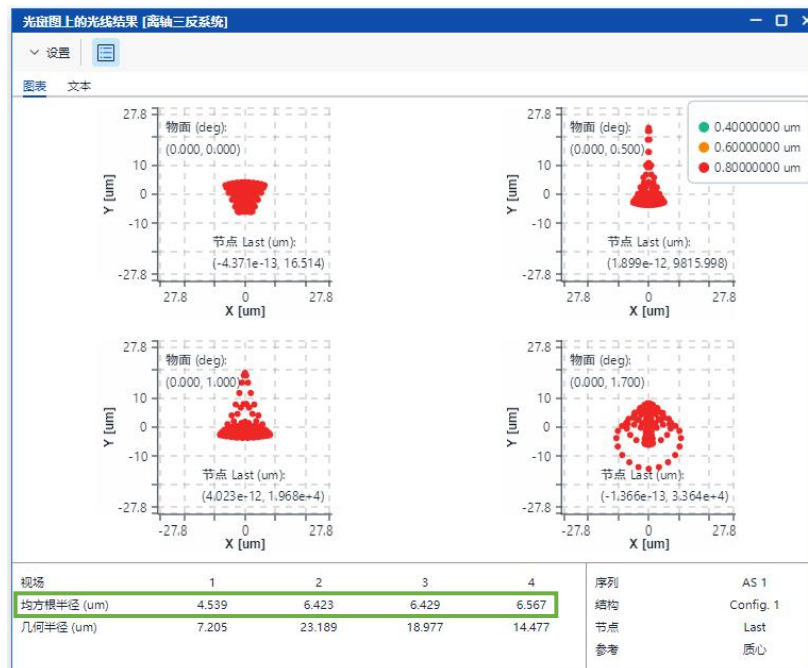 光斑图上的光线结果 [离轴三反系统]
设置
图表 文本
27.8
10
0
-10
-27.8
Y [um]
物面 (deg):
(0.000, 0.000)
节点 Last (um):
(-4.371e-13, 16.514)
27.8 0 27.8
X [um]
27.8
10
0
-10
-27.8
Y [um]
物面 (deg):
(0.000, 0.500)
节点 Last (um):
(1.899e-12, 9815.998)
-27.8 0 27.8
X [um]
0.40000000 um
0.60000000 um
0.80000000 um
27.8
10
0
-10
-27.8
Y [um]
物面 (deg):
(0.000, 1.000)
节点 Last (um):
(4.023e-12, 1.968e+4)
-27.8 0 27.8
X [um]
27.8
10
0
-10
-27.8
Y [um]
物面 (deg):
(0.000, 1.700)
节点 Last (um):
(-1.366e-13, 3.364e+4)
-27.8 0 27.8
X [um]
视场 1 2 3 4
均方根半径 (um) 4.539 6.423 6.429 6.567
几何半径 (um) 7.205 23.189 18.977 14.477
序列 AS 1
结构 Config. 1
节点 Last
参考 质心